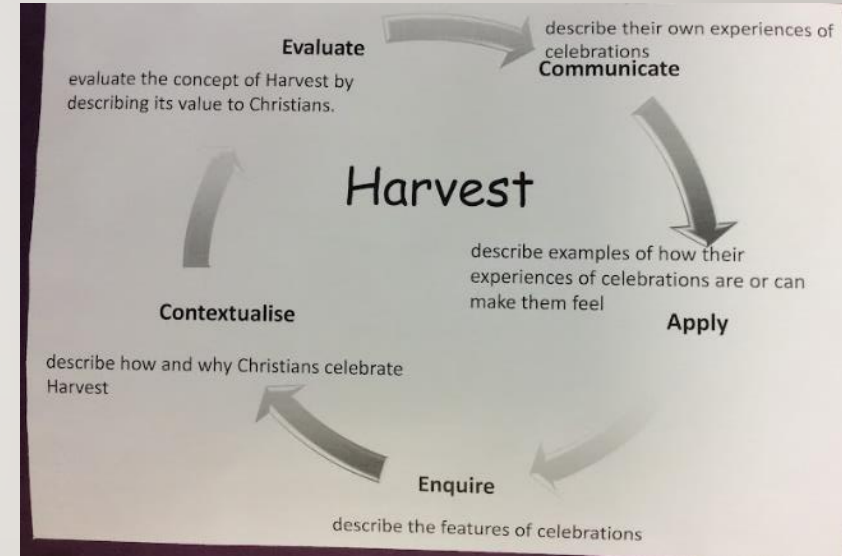 Evaluate
evaluate the concept of Harvest by
describing its value to Christians.
describe their own experiences of
celebrations
Communicate
Harvest
describe examples of how their
experiences of celebrations are or can
make them feel
Apply
Contextualise
describe how and why Christians celebrate
Harvest
Enquire
describe the features of celebrations